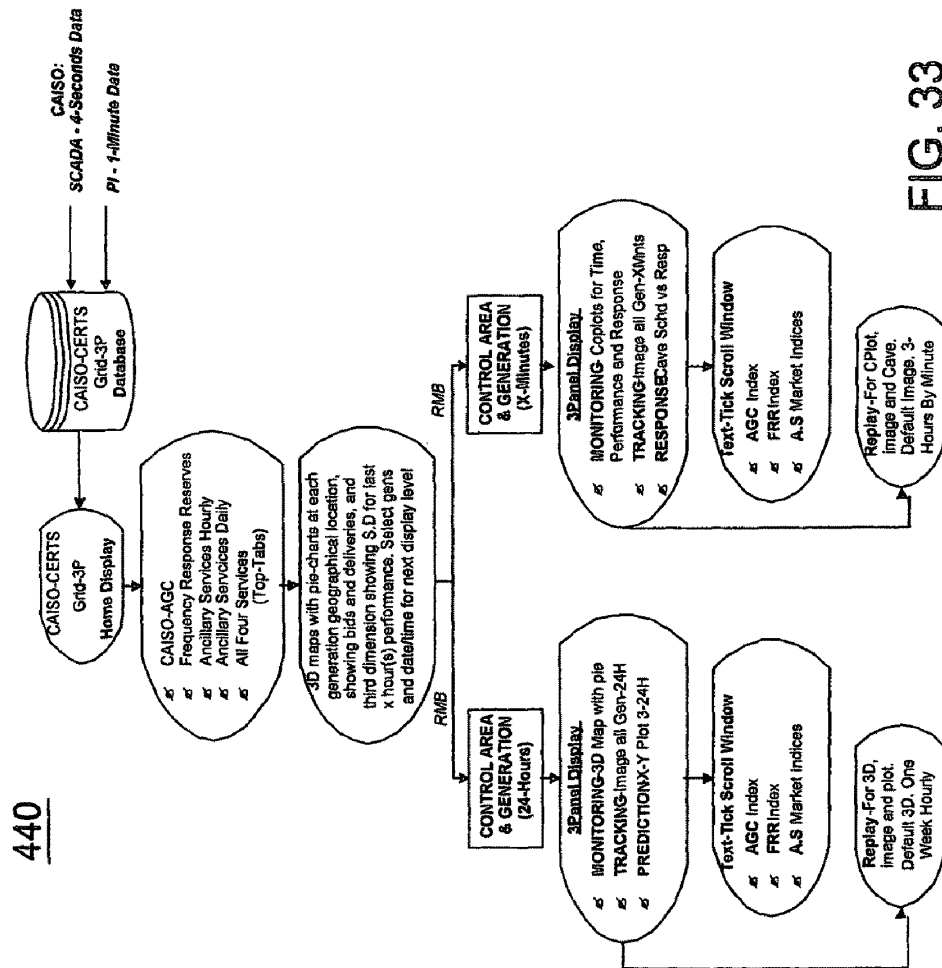 440
CAISO:
SCADA - 4-Seconds Data
PI - 1-Minute Date
CAISO-CERTS
Grid-3P
Database
CAISO-CERTS
Grid-3P
Home Display
CAISO-AGC
Frequency Response Reserves
Ancillary Services Hourly
Ancillary Servcices Daily
All Four Services
(Top-Tabs)
3D maps with pie-charts at each
generation geographical location,
showing bids and deliveries, and
third dimension showing S.D for last
x hour(s) performance. Select gens
and date/time for next display level
RMB
RMB
CONTROL AREA
& GENERATION
(24-Hours)
3Panel Display
MONITORING-3D Map with pie
TRACKING-Image all Gen-24H
PREDICTION-X-Y Plot 3-24H
Text-Tick Scroll Window
AGC Index
FRR Index
A.S Market Indices
Replay-For 3D,
image and plot.
Default 3D. One
Week Hourly
CONTROL AREA
& GENERATION
(X-Minutes)
3Panel Display
MONITORING- Coplots for Time,
Performance and Response
TRACKING-Image all Gen-XMnts
RESPONSECave Schd vs Resp
Text-Tick Scroll Window
AGC Index
FRR Index
A.S Market Indices
Replay-For CPlot,
image and Cave.
Default Image. 3-
Hours By Minute
FIG. 33